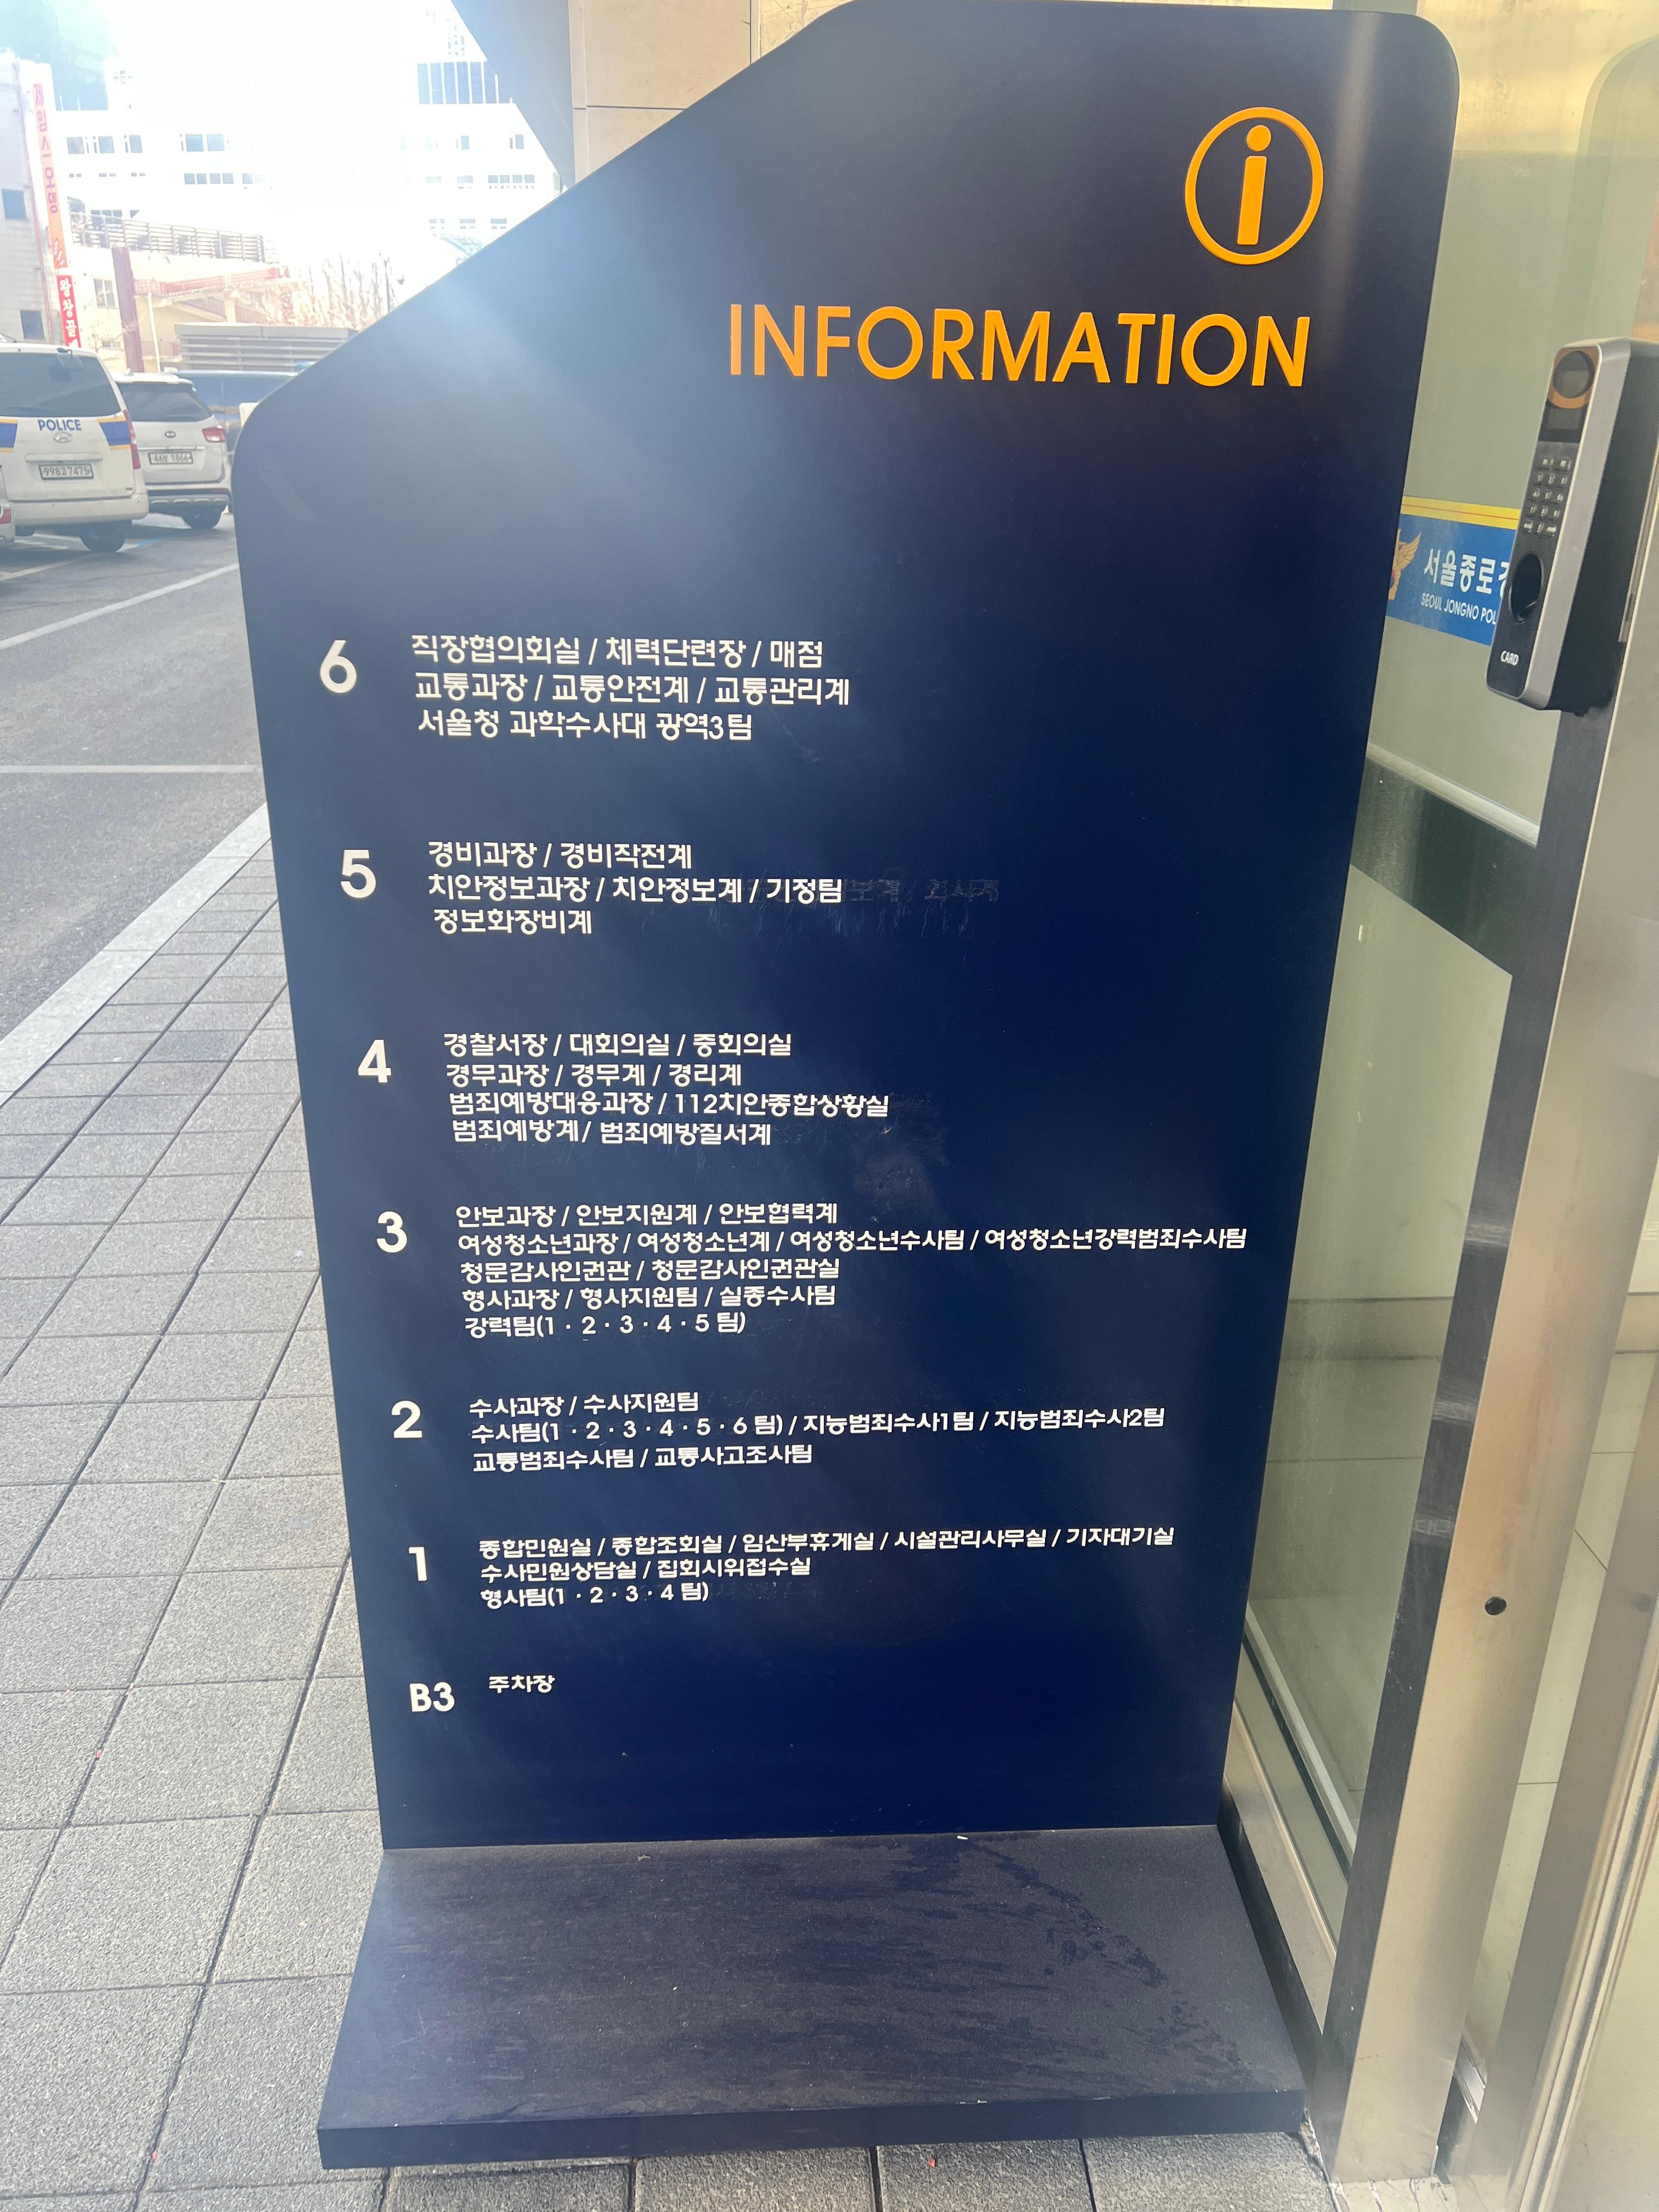 INFORMATION
6
직장협의회실 / 체력단련장 / 매점
교통과장 / 교통안전계 / 교통관리계
서울청 과학수사대 광역3팀
5
경비과장 / 경비작전계
치안정보과장 / 치안정보계 / 기정팀
정보화장비계
4
경찰서장 / 대회의실 / 중회의실
경무과장 / 경무계 / 경리계
범죄예방대응과장 / 112치안종합상황실
범죄예방계/ 범죄예방질서계
3
안보과장 / 안보지원계 / 안보협력계
여성청소년과장 / 여성청소년계 / 여성청소년수사팀 / 여성청소년강력범죄수사팀
청문감사인권관 / 청문감사인권관실
형사과장 / 형사지원팀 / 실종수사팀
강력팀(1 · 2 · 3 · 4 · 5 팀)
2
수사과장 / 수사지원팀
수사팀(1 · 2 · 3 · 4 · 5 · 6 팀) / 지능범죄수사1팀 / 지능범죄수사2팀
교통범죄수사팀 / 교통사고조사팀
1
종합민원실 / 종합조회실 / 임산부휴게실 / 시설관리사무실 / 기자대기실
수사민원상담실 / 집회시위접수실
형사팀(1 · 2 · 3 · 4 팀)
B3
주차장
POLICE
998고7475
왕창골
서울종로
SEOUL JONGNO POL
CARD